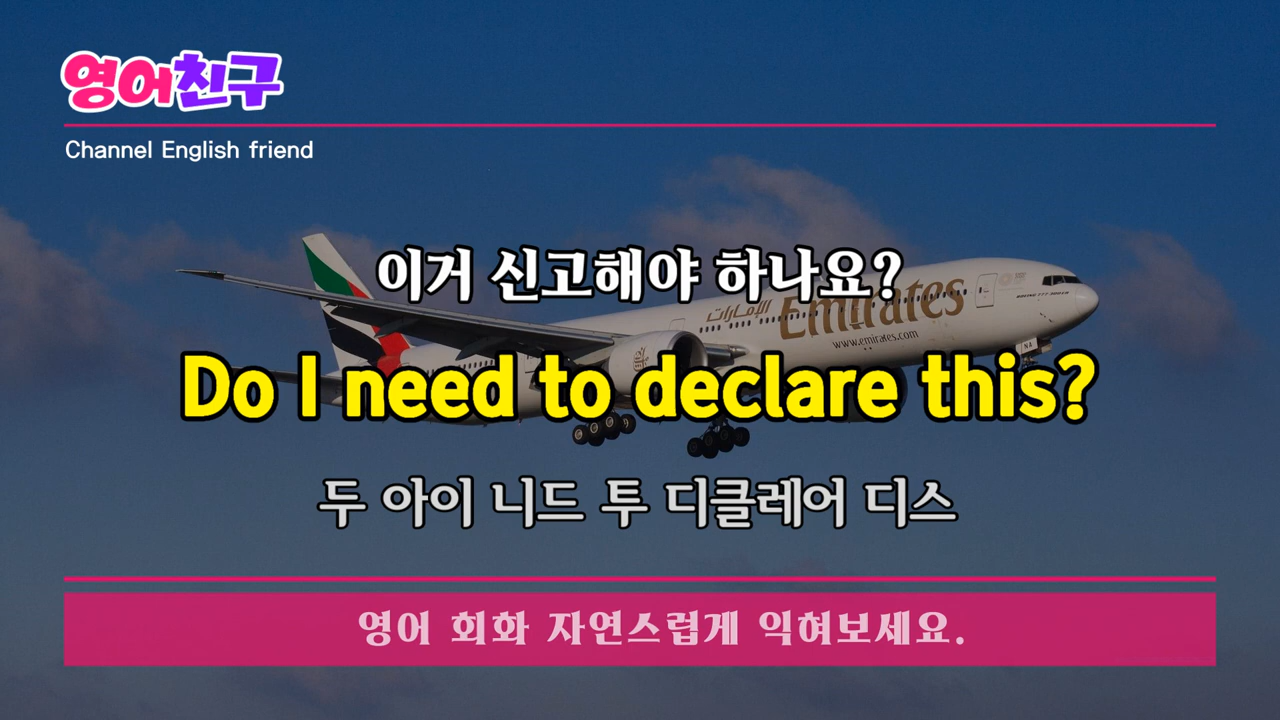 영어친구
Channel English friend
이거 신고해야 하나요?
الإمارات Emirates
www.emirates.com
Do I need to declare this?
두 아이 니드 투 디클레어 디스
영어 회화 자연스럽게 익혀보세요.